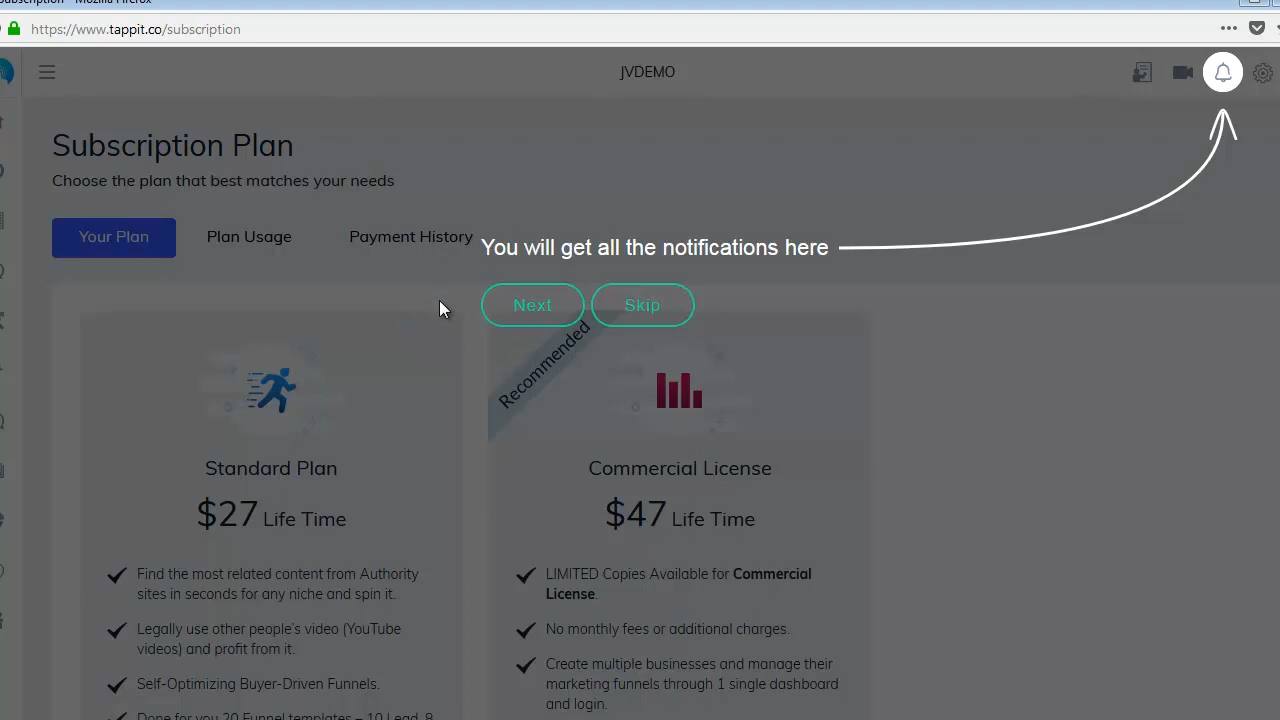 https://www.tappit.co/subscription
JVDEMO
Subscription Plan
Choose the plan that best matches your needs
Your Plan
Plan Usage
Payment History
You will get all the notifications here
Next
Skip
Recommended
Standard Plan
$27 Life Time
Find the most related content from Authority
sites in seconds for any niche and spin it.
Legally use other people's video (YouTube
videos) and profit from it.
Self-Optimizing Buyer-Driven Funnels.
Done for you 20 Funnel templates – 10 Lead, 8
Commercial License
$47 Life Time
LIMITED Copies Available for Commercial
License.
No monthly fees or additional charges.
Create multiple businesses and manage their
marketing funnels through 1 single dashboard
and login.